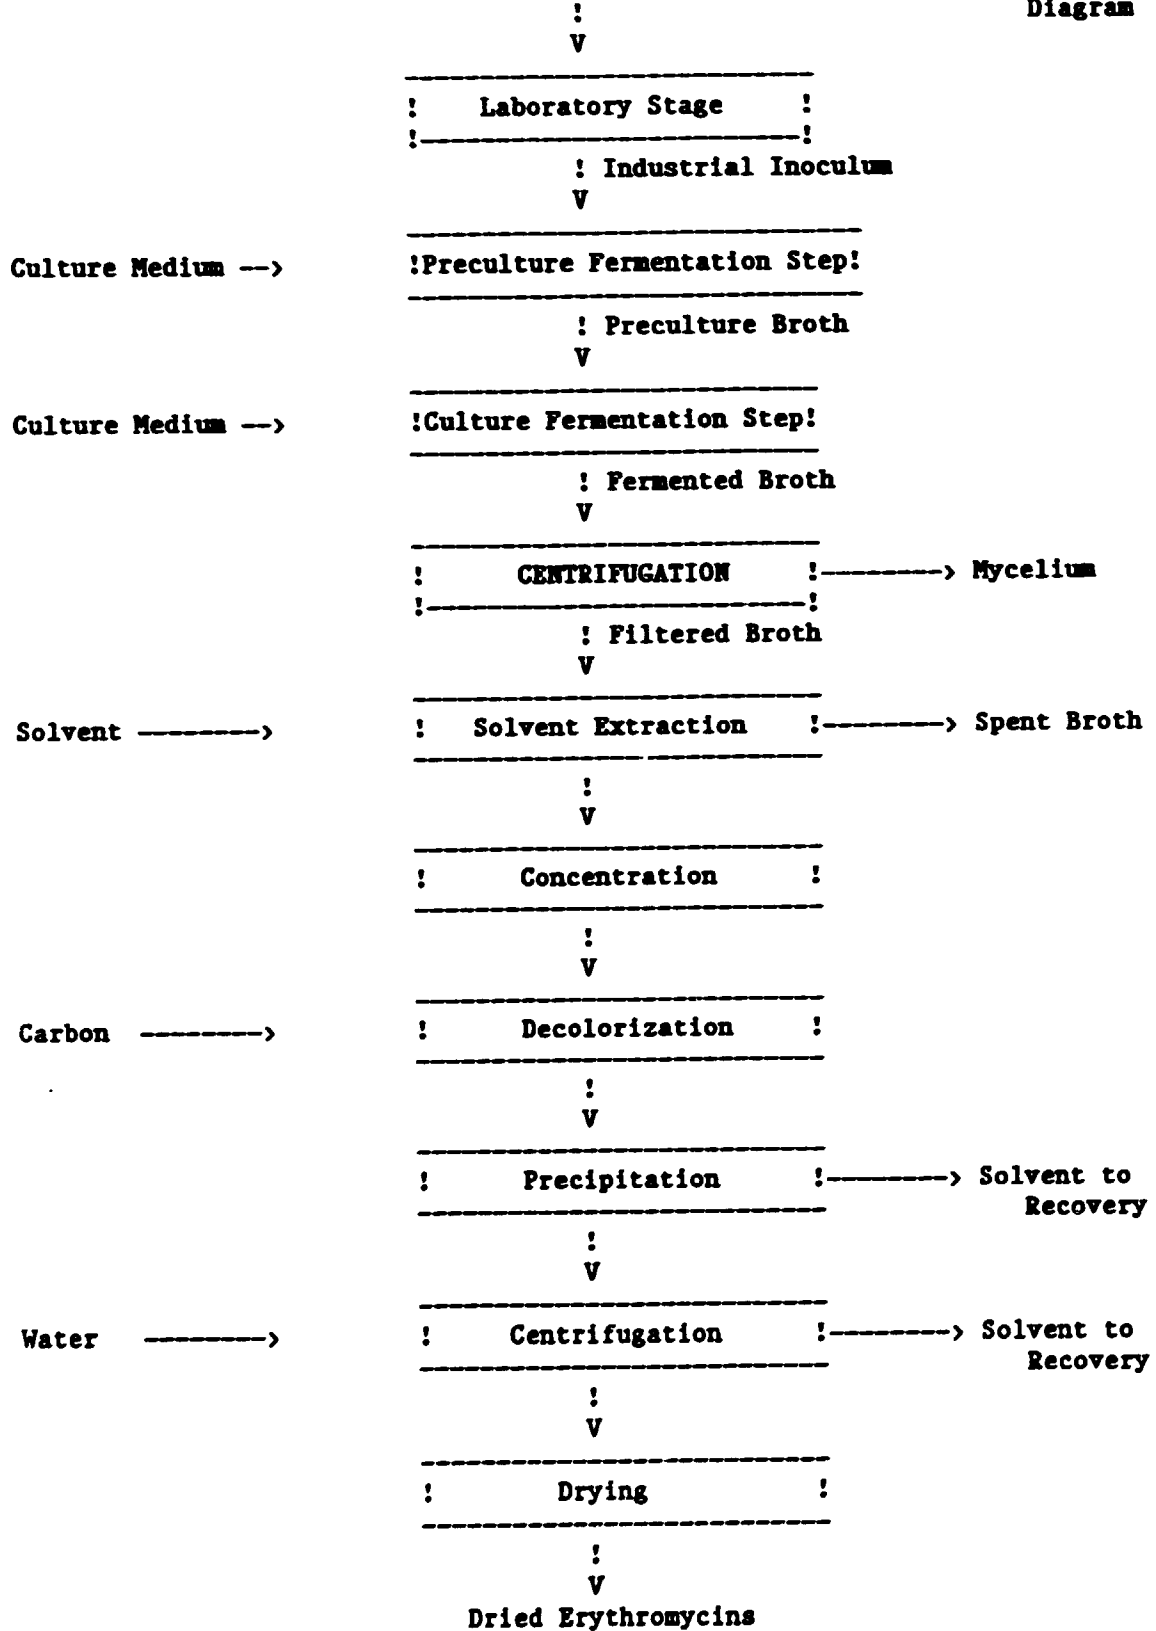 Diagram
!
V
! Laboratory Stage !
!--------------------!
! Industrial Inoculum
V
Culture Medium --> !Preculture Fermentation Step!
! Preculture Broth
V
Culture Medium --> !Culture Fermentation Step!
! Fermented Broth
V
! CENTRIFUGATION !--------> Mycelium
!--------------------!
! Filtered Broth
V
Solvent --------> ! Solvent Extraction !--------> Spent Broth
!
V
! Concentration !
!
V
Carbon --------> ! Decolorization !
!
V
! Precipitation !--------> Solvent to
Recovery
!
V
Water --------> ! Centrifugation !--------> Solvent to
Recovery
!
V
! Drying !
!
V
Dried Erythromycins